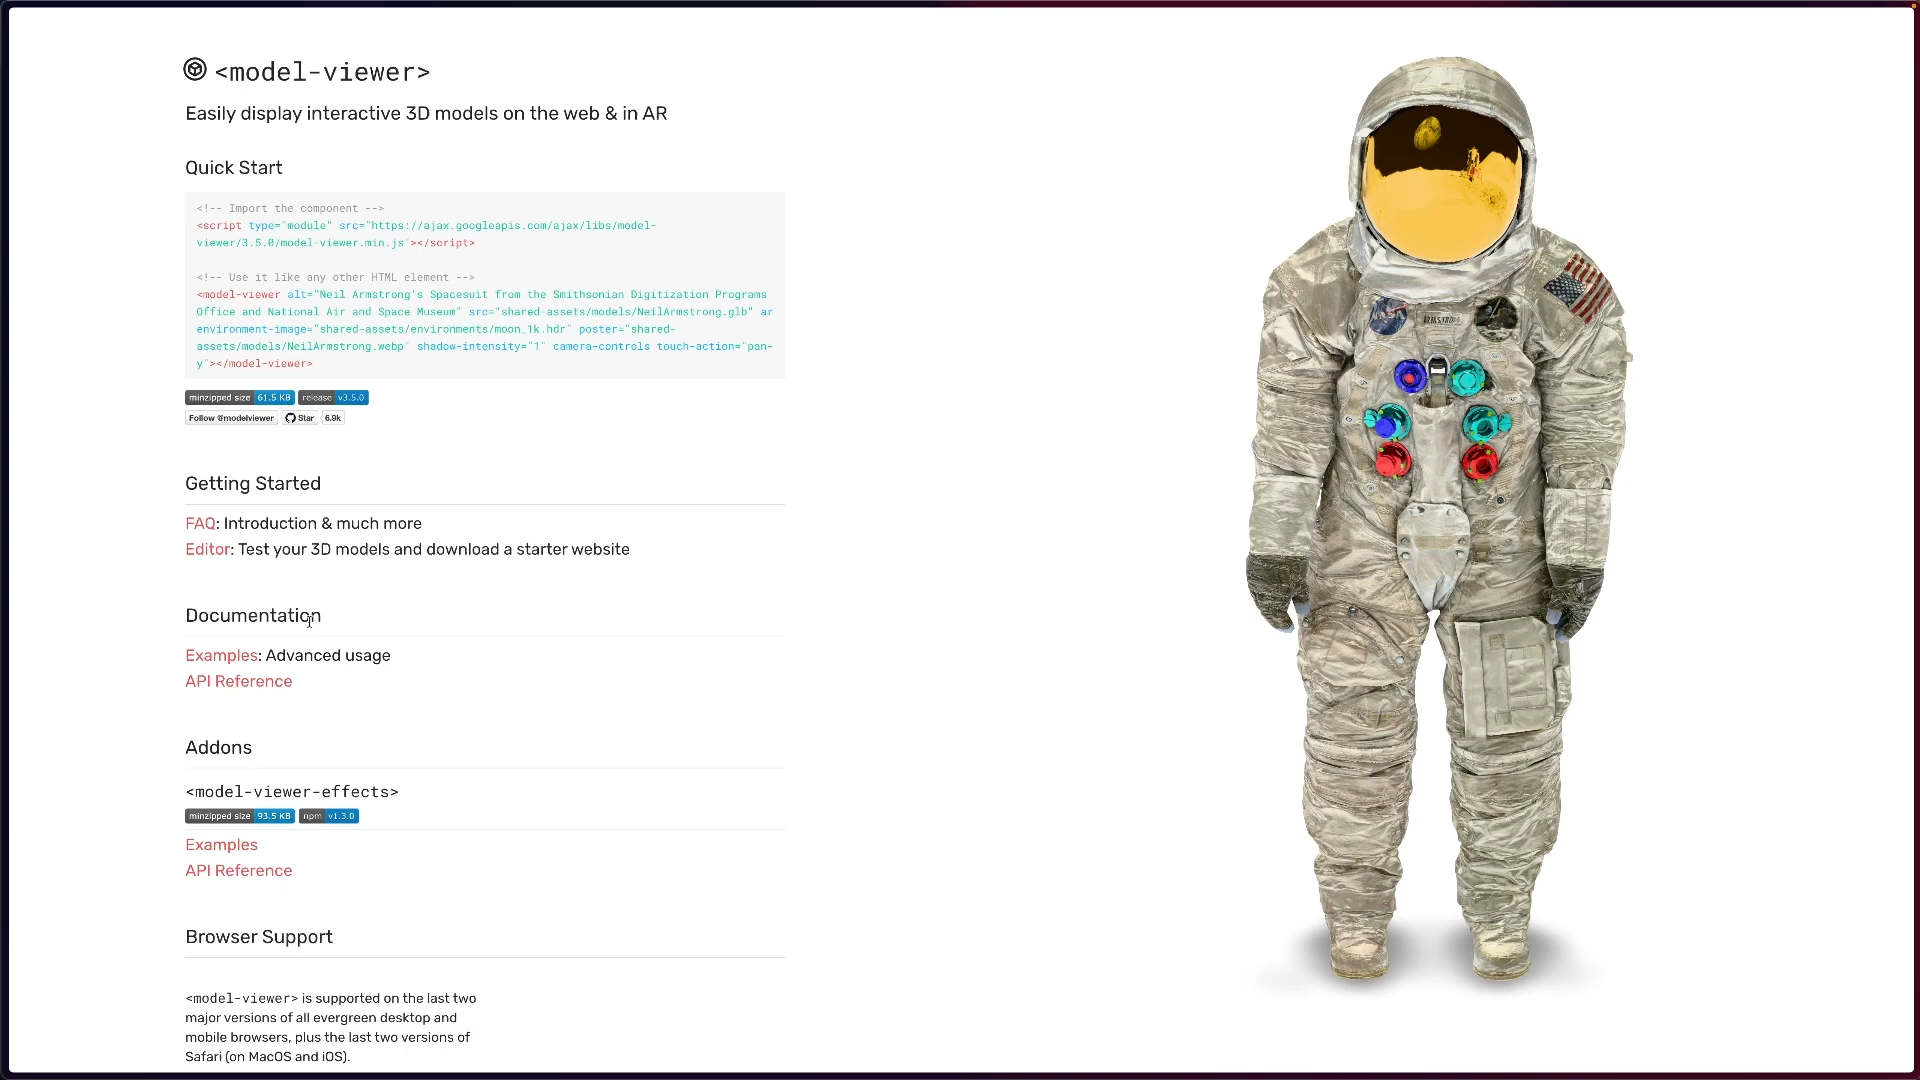 <model-viewer>
Easily display interactive 3D models on the web & in AR
Quick Start
<!-- Import the component -->
<script type="module" src="https://ajax.googleapis.com/ajax/libs/model-
viewer/3.5.0/model-viewer.min.js"></script>
<!-- Use it like any other HTML element -->
<model-viewer alt="Neil Armstrong's Spacesuit from the Smithsonian Digitization Programs
Office and National Air and Space Museum" src="shared-assets/models/NeilArmstrong.glb" ar
environment-image="shared-assets/environments/moon_1k.hdr" poster="shared-
assets/models/NeilArmstrong.webp" shadow-intensity="1" camera-controls touch-action="pan-
y"></model-viewer>
minzipped size 61.5 KB release v3.5.0
Follow @modelviewer Star 6.9k
Getting Started
FAQ: Introduction & much more
Editor: Test your 3D models and download a starter website
Documentation
Examples: Advanced usage
API Reference
Addons
<model-viewer-effects>
minzipped size 93.5 KB npm v1.3.0
Examples
API Reference
Browser Support
<model-viewer> is supported on the last two
major versions of all evergreen desktop and
mobile browsers, plus the last two versions of
Safari (on MacOS and iOS).
NASA
ARMSTRONG